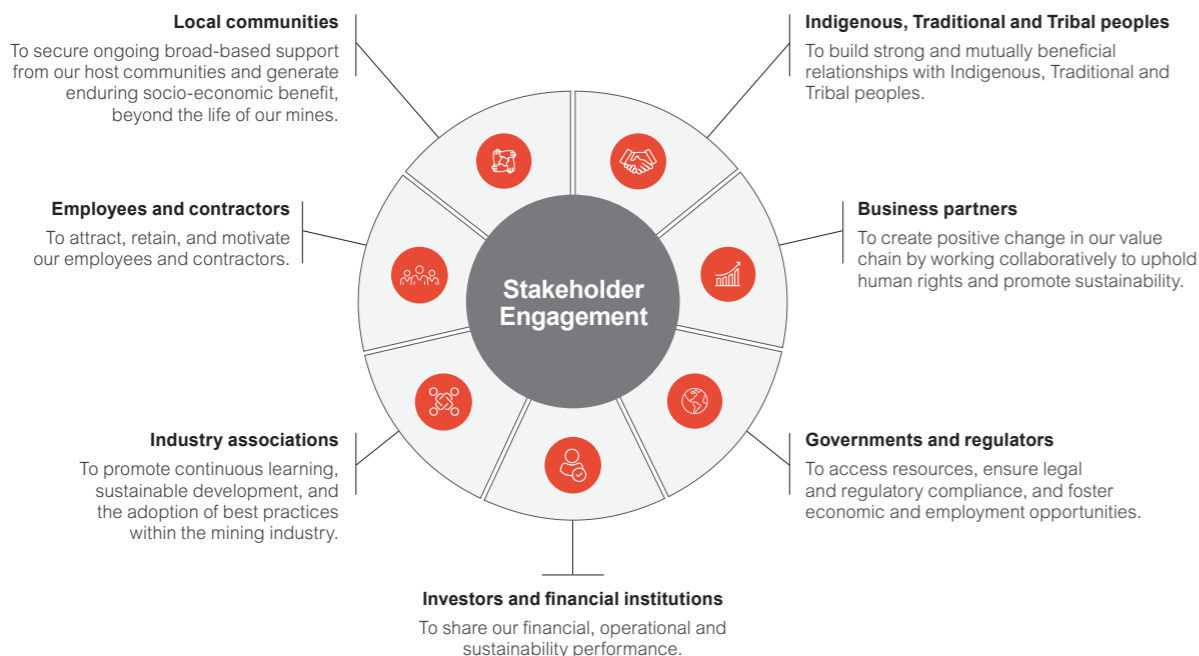 Local communities
To secure ongoing broad-based support
from our host communities and generate
enduring socio-economic benefit,
beyond the life of our mines.
Indigenous, Traditional and Tribal peoples
To build strong and mutually beneficial
relationships with Indigenous, Traditional and
Tribal peoples.
Employees and contractors
To attract, retain, and motivate
our employees and contractors.
Stakeholder
Engagement
Business partners
To create positive change in our value
chain by working collaboratively to uphold
human rights and promote sustainability.
Industry associations
To promote continuous learning,
sustainable development, and
the adoption of best practices
within the mining industry.
Governments and regulators
To access resources, ensure legal
and regulatory compliance, and foster
economic and employment opportunities.
Investors and financial institutions
To share our financial, operational and
sustainability performance.